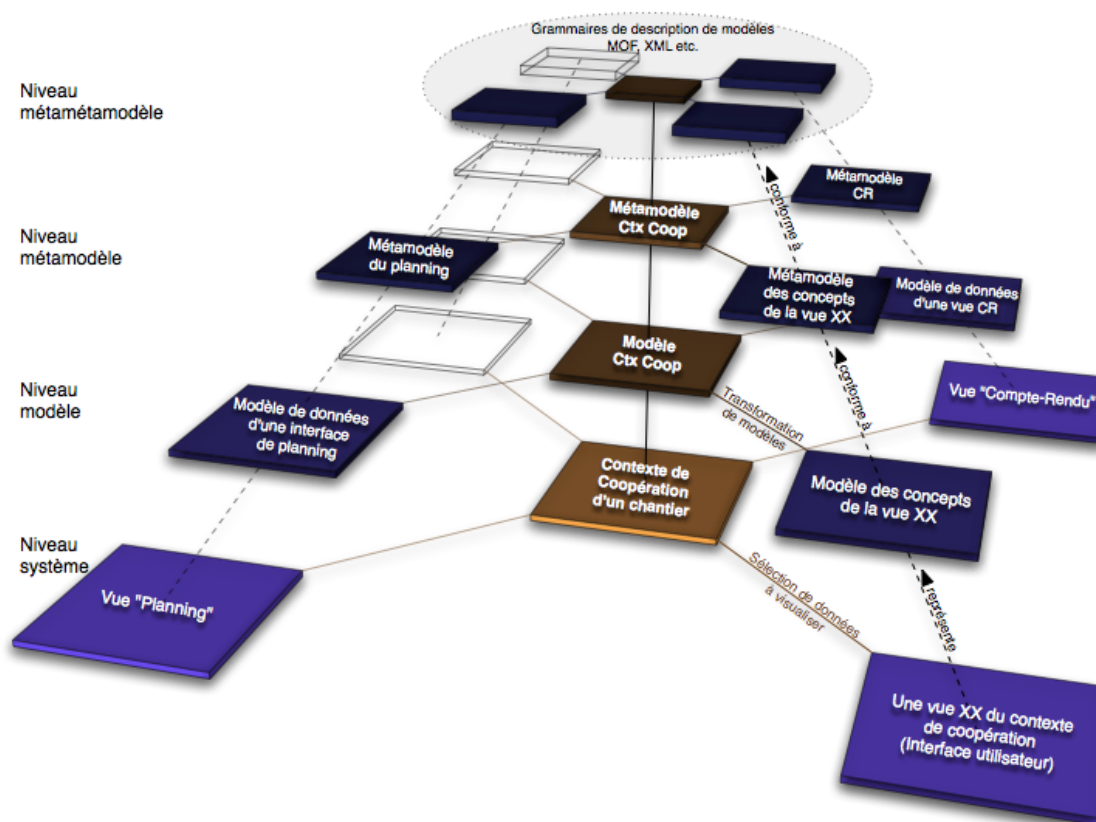 Grammaires de description de modèles
MOF, XML etc.
Niveau
métamétamodèle
Métamodèle
CR
Métamodèle
Ctx Coop
conforme à
Niveau
métamodèle
Métamodèle
du planning
Métamodèle
des concepts
de la vue XX
Modèle de données
d'une vue CR
Modèle
Ctx Coop
conforme à
Niveau
modèle
Modèle de données
d'une interface
de planning
Transformation
de modèles
Vue "Compte-Rendu"
Contexte de
Coopération
d'un chantier
Modèle des concepts
de la vue XX
Niveau
système
Vue "Planning"
Sélection de données
à visualiser
représente
Une vue XX du contexte
de coopération
(Interface utilisateur)